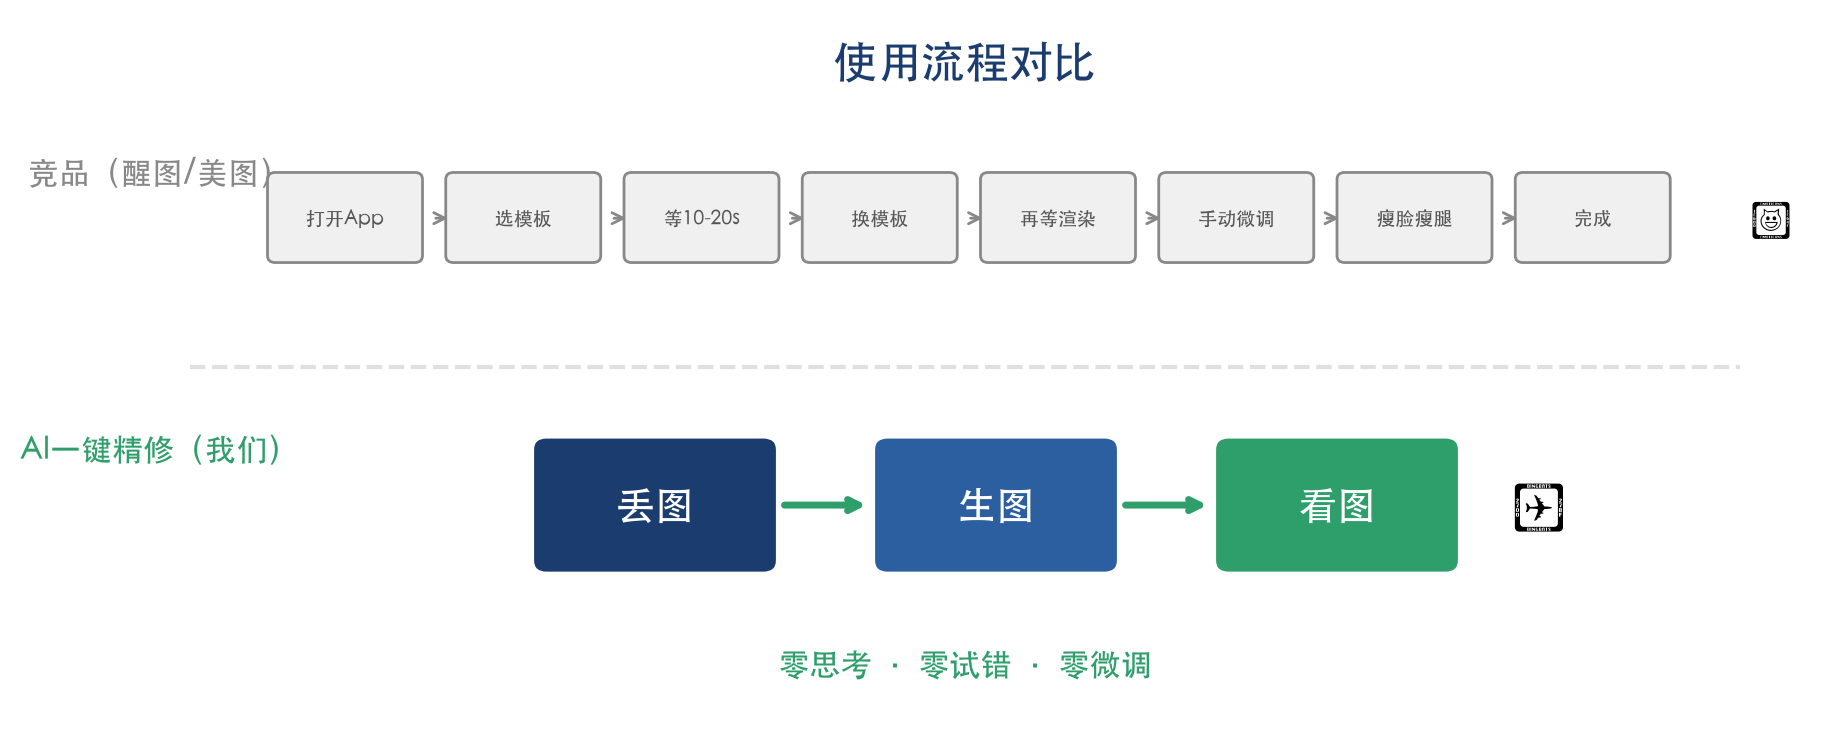 使用流程对比
竞品（醒图/美图）
打开App
选模板
等10-20s
换模板
再等渲染
手动微调
瘦脸瘦腿
完成
AI一键精修（我们）
丢图
生图
看图
零思考 · 零试错 · 零微调